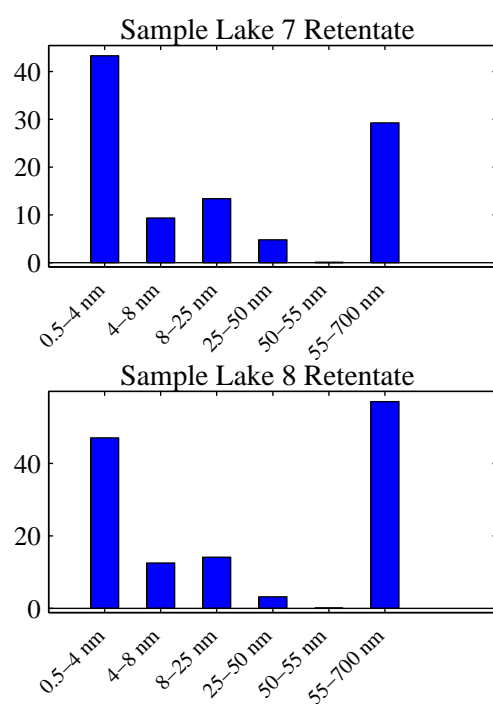 Sample Lake 7 Retentate
40
30
20
10
0
0.5–4 nm
4–8 nm
8–25 nm
25–50 nm
50–55 nm
55–700 nm
Sample Lake 8 Retentate
40
20
0
0.5–4 nm
4–8 nm
8–25 nm
25–50 nm
50–55 nm
55–700 nm